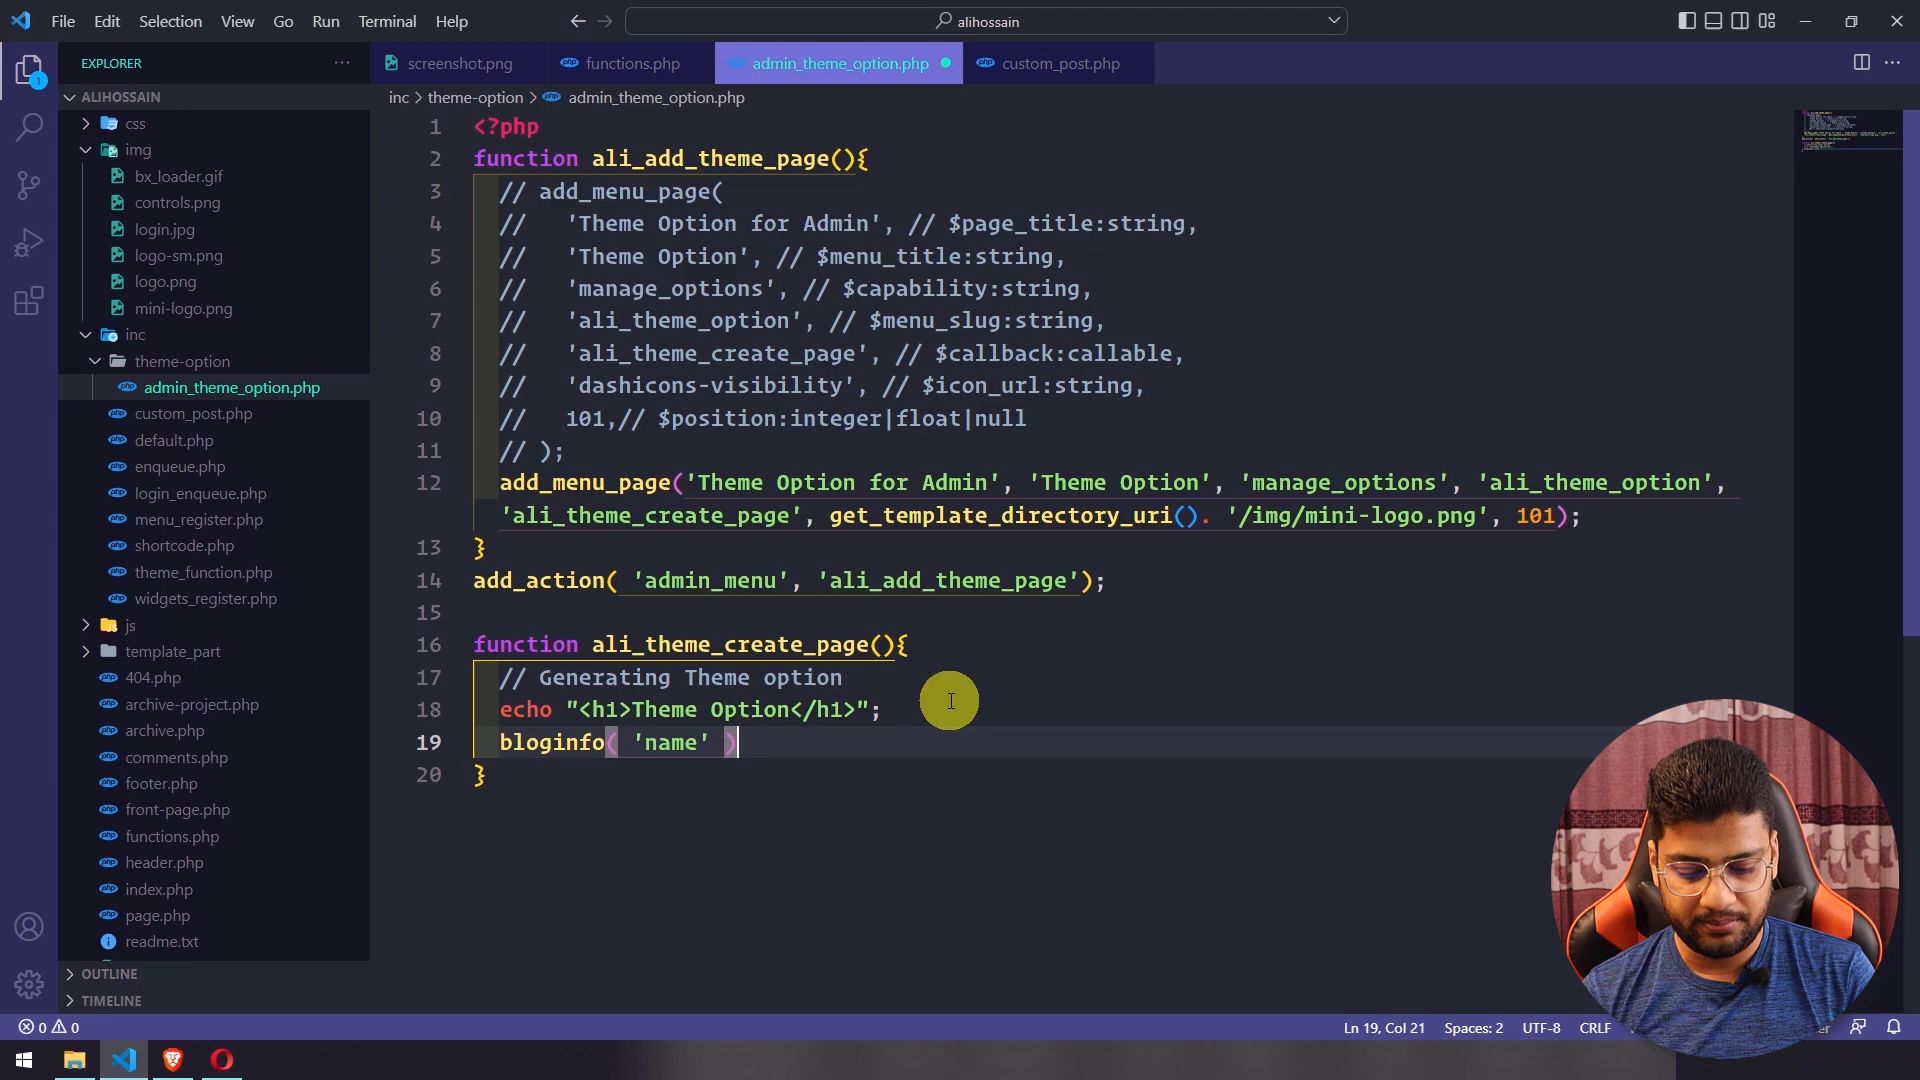 File Edit Selection View Go Run Terminal Help
alihossain
EXPLORER
screenshot.png
functions.php
admin_theme_option.php
custom_post.php
inc > theme-option > admin_theme_option.php
ALIHOSSAIN
css
img
bx_loader.gif
controls.png
login.jpg
logo-sm.png
logo.png
mini-logo.png
inc
theme-option
admin_theme_option.php
custom_post.php
default.php
enqueue.php
login_enqueue.php
menu_register.php
shortcode.php
theme_function.php
widgets_register.php
js
template_part
404.php
archive-project.php
archive.php
comments.php
footer.php
front-page.php
functions.php
header.php
index.php
page.php
readme.txt
OUTLINE
TIMELINE
1 <?php
2 function ali_add_theme_page(){
3 // add_menu_page(
4 // 'Theme Option for Admin', // $page_title:string,
5 // 'Theme Option', // $menu_title:string,
6 // 'manage_options', // $capability:string,
7 // 'ali_theme_option', // $menu_slug:string,
8 // 'ali_theme_create_page', // $callback:callable,
9 // 'dashicons-visibility', // $icon_url:string,
10 // 101,// $position:integer|float|null
11 // );
12 add_menu_page('Theme Option for Admin', 'Theme Option', 'manage_options', 'ali_theme_option',
'ali_theme_create_page', get_template_directory_uri(). '/img/mini-logo.png', 101);
13 }
14 add_action( 'admin_menu', 'ali_add_theme_page');
15
16 function ali_theme_create_page(){
17 // Generating Theme option
18 echo "<h1>Theme Option</h1>";
19 bloginfo( 'name' )
20 }
0 0
Ln 19, Col 21 Spaces: 2 UTF-8 CRLF